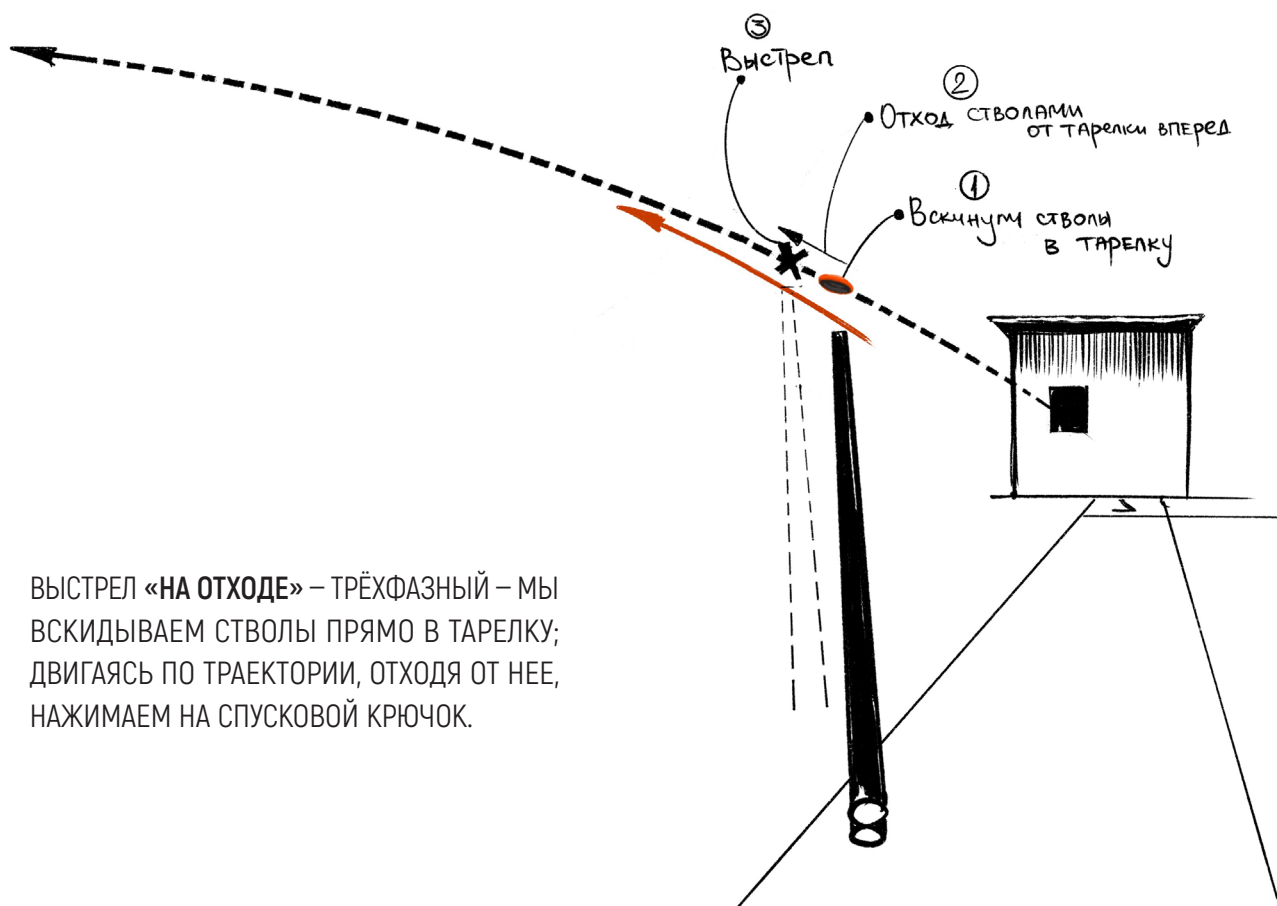 ③
Выстрел
②
Отход стволами
от тарелки вперед
①
Вскинули стволы
в тарелку
ВЫСТРЕЛ «НА ОТХОДЕ» – ТРЁХФАЗНЫЙ – МЫ
ВСКИДЫВАЕМ СТВОЛЫ ПРЯМО В ТАРЕЛКУ;
ДВИГАЯСЬ ПО ТРАЕКТОРИИ, ОТХОДЯ ОТ НЕЕ,
НАЖИМАЕМ НА СПУСКОВОЙ КРЮЧОК.